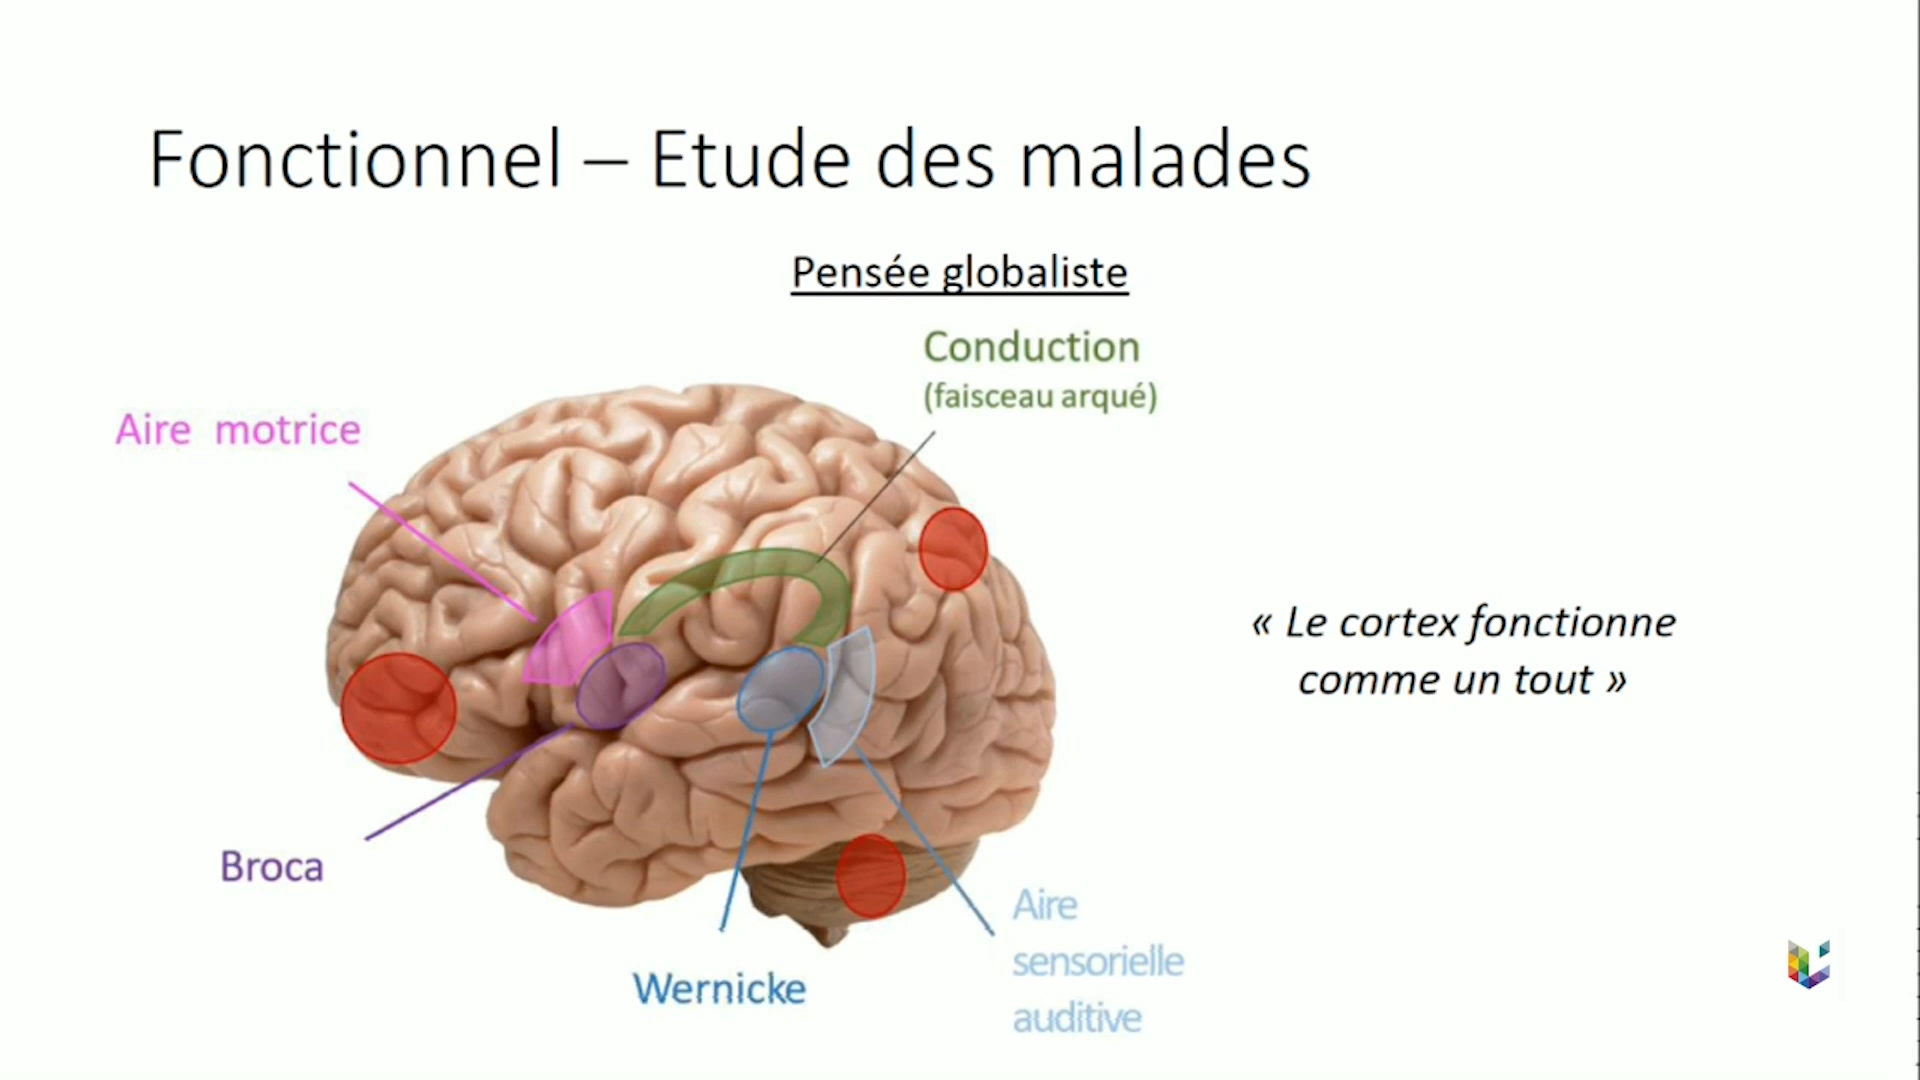 Fonctionnel – Etude des malades
Pensée globaliste
Conduction
(faisceau arqué)
Aire motrice
« Le cortex fonctionne
comme un tout »
Broca
Wernicke
Aire
sensorielle
auditive